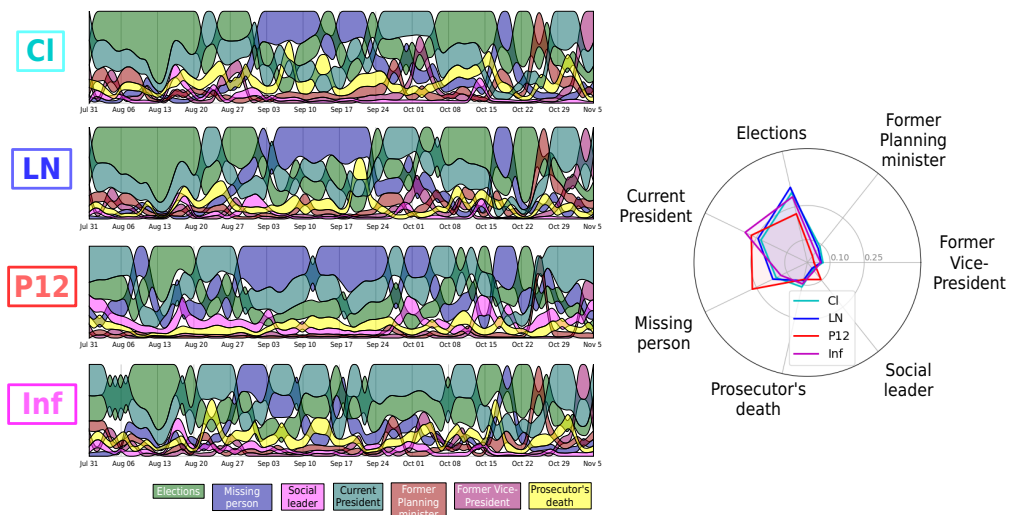 Cl
Jul 31 Aug 06 Aug 13 Aug 20 Aug 27 Sep 03 Sep 10 Sep 17 Sep 24 Oct 01 Oct 08 Oct 15 Oct 22 Oct 29 Nov 5
LN
Jul 31 Aug 06 Aug 13 Aug 20 Aug 27 Sep 03 Sep 10 Sep 17 Sep 24 Oct 01 Oct 08 Oct 15 Oct 22 Oct 29 Nov 5
P12
Jul 31 Aug 06 Aug 13 Aug 20 Aug 27 Sep 03 Sep 10 Sep 17 Sep 24 Oct 01 Oct 08 Oct 15 Oct 22 Oct 29 Nov 5
Inf
Jul 31 Aug 06 Aug 13 Aug 20 Aug 27 Sep 03 Sep 10 Sep 17 Sep 24 Oct 01 Oct 08 Oct 15 Oct 22 Oct 29 Nov 5
Elections
Missing
person
Social
leader
Current
President
Former
Planning
minister
Former Vice-
President
Prosecutor's
death
Elections
Former
Planning
minister
Current
President
Former
Vice-
President
0.10 0.25
Missing
person
Prosecutor's
death
Social
leader
Cl
LN
P12
Inf